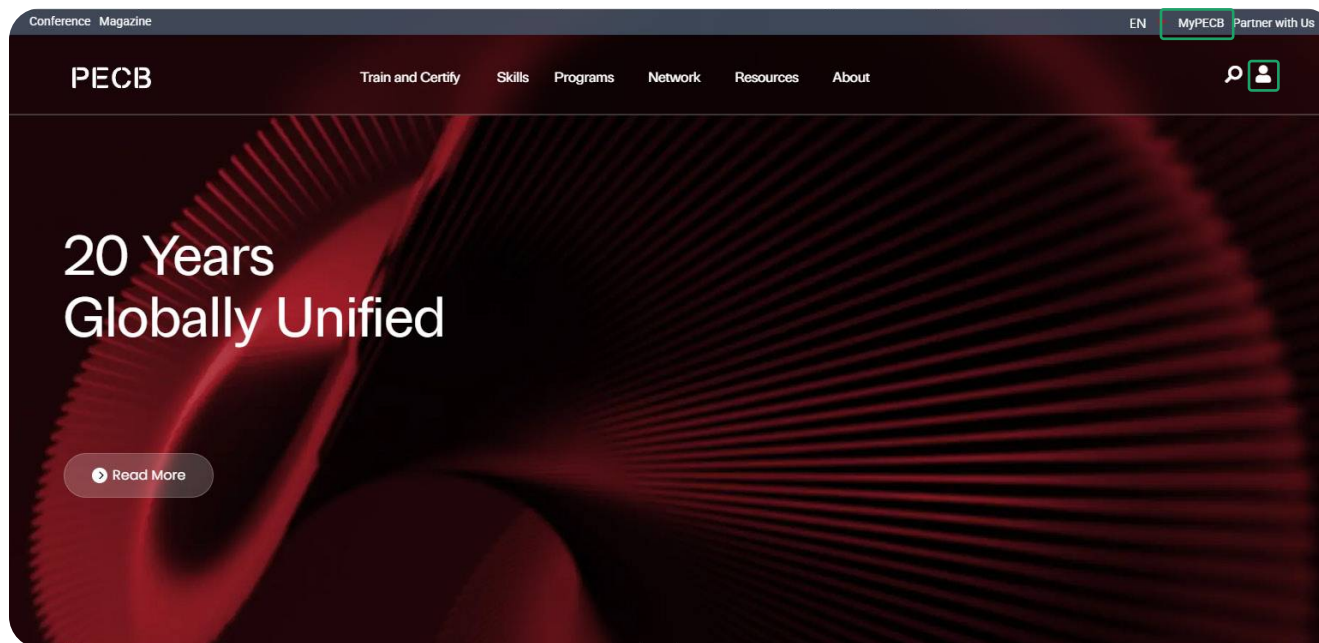 Conference Magazine EN MyPECB Partner with Us
PECB Train and Certify Skills Programs Network Resources About
20 Years
Globally Unified
Read More